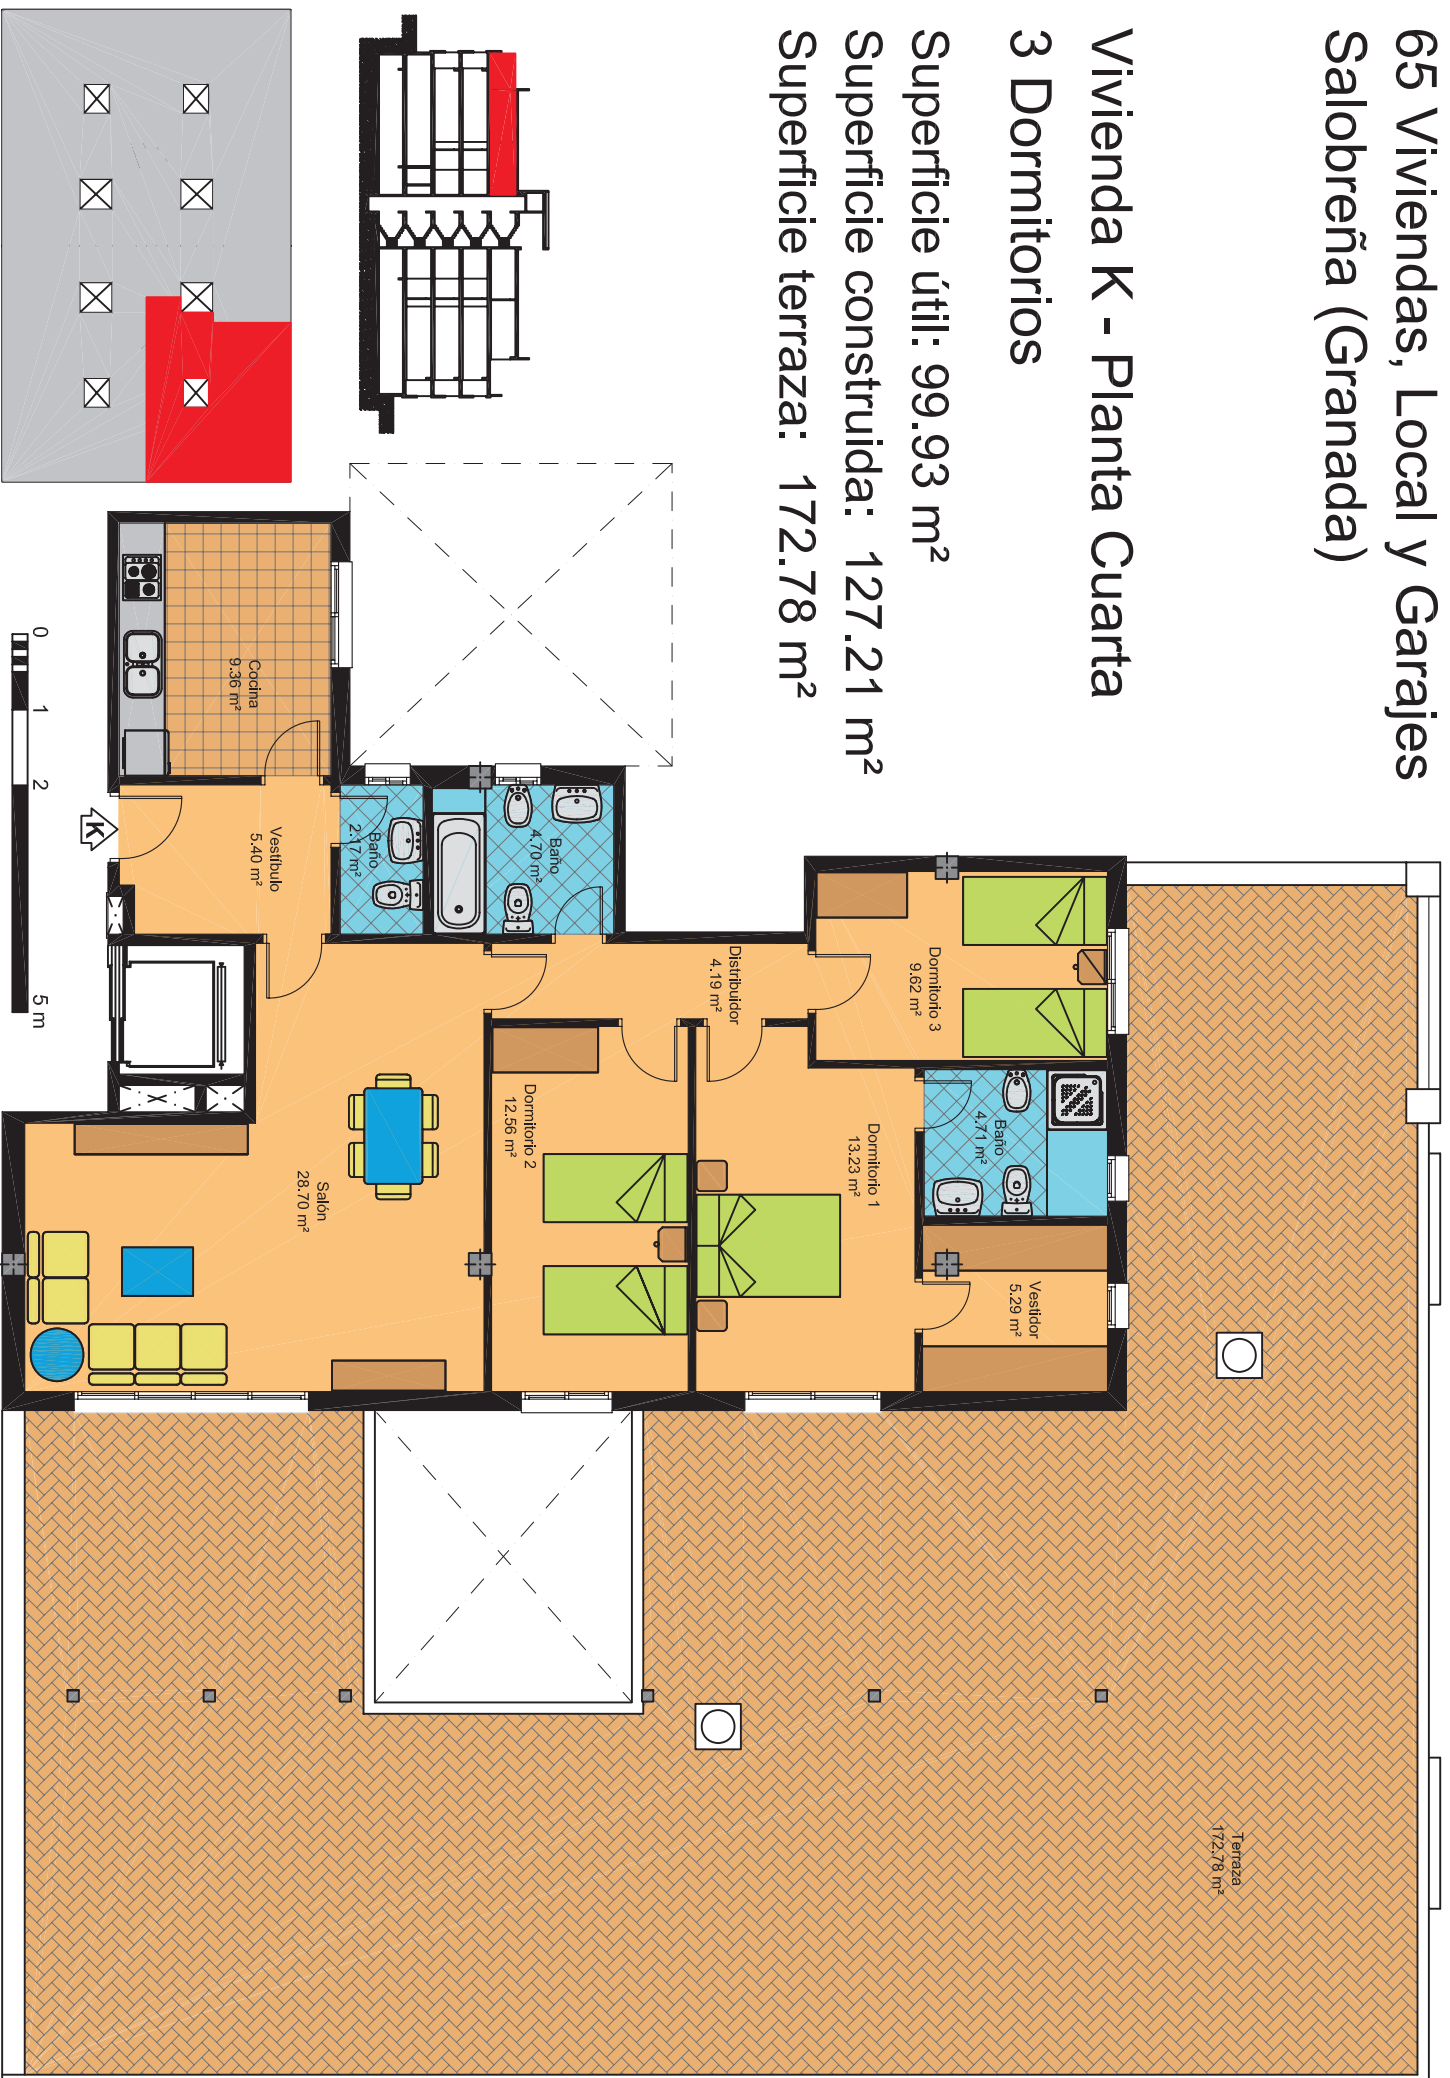 65 Viviendas, Local y Garajes
Salobreña (Granada)
Vivienda K - Planta Cuarta
3 Dormitorios
Superficie útil: 99.93 m²
Superficie construida: 127.21 m²
Superficie terraza: 172.78 m²
Terraza
172.78 m²
Dormitorio 3
9.62 m²
Baño
4.71 m²
Vestidor
5.29 m²
Dormitorio 1
13.23 m²
Distribuidor
4.19 m²
Baño
4.70 m²
Dormitorio 2
12.56 m²
Baño
2.17 m²
Salón
28.70 m²
Vestíbulo
5.40 m²
Cocina
9.36 m²
K
0 1 2 5 m